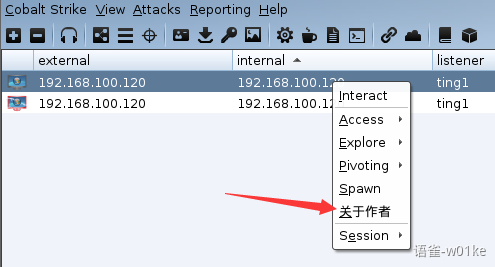 Cobalt Strike View Attacks Reporting Help
external internal listener
192.168.100.120 192.168.100.120 ting1
192.168.100.120 192.168.100.12 ting1
Interact
Access
Explore
Pivoting
Spawn
关于作者
Session
语雀-w01ke